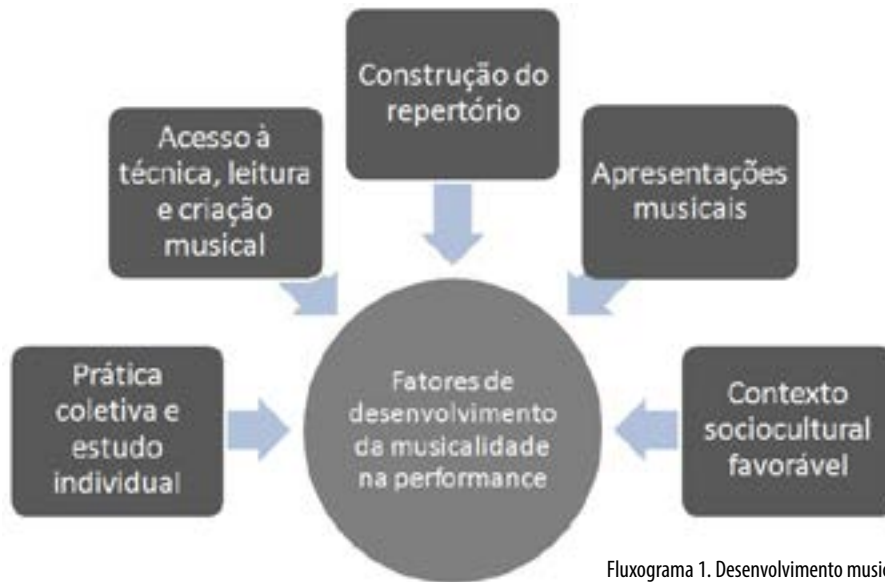 Construção do
repertório
Acesso à
técnica, leitura
e criação
musical
Apresentações
musicais
Prática
coletiva e
estudo
individual
Fatores de
desenvolvimento
da musicalidade
na performance
Contexto
sociocultural
favorável
Fluxograma 1. Desenvolvimento